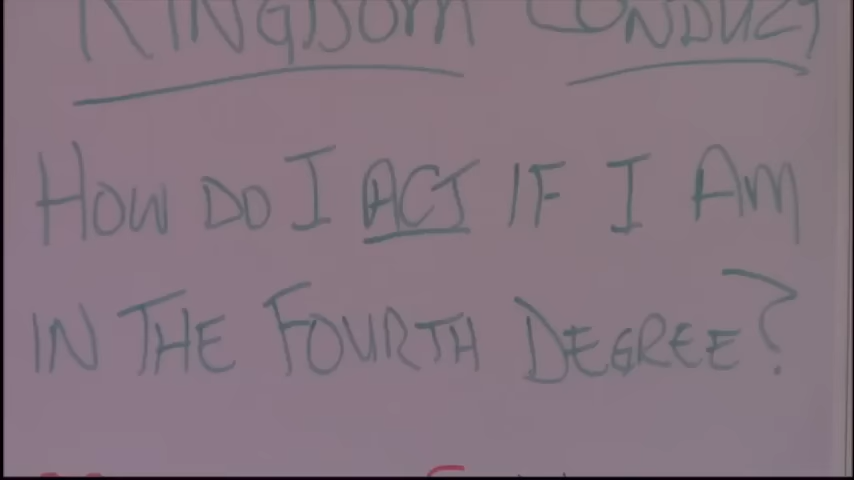 KINGDOM CONDUCT
HOW DO I ACT IF I AM
IN THE FOURTH DEGREE?